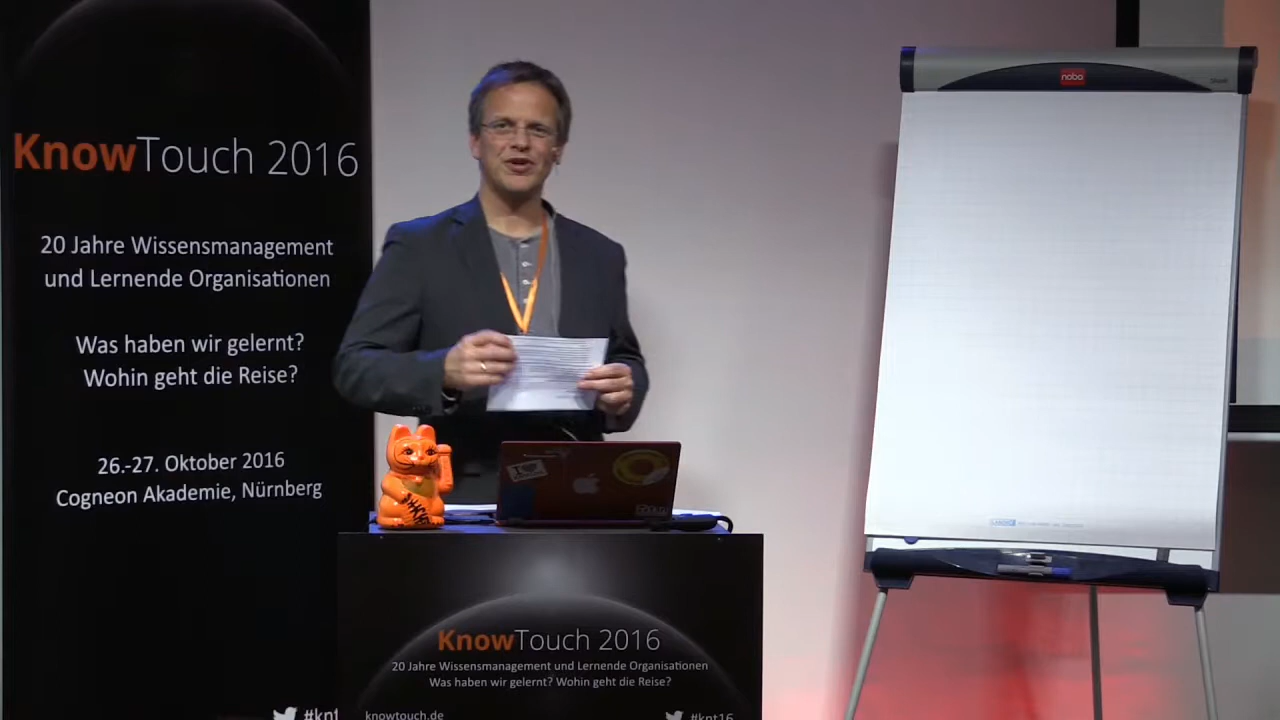 KnowTouch 2016
20 Jahre Wissensmanagement
und Lernende Organisationen
Was haben wir gelernt?
Wohin geht die Reise?
26.-27. Oktober 2016
Cogneon Akademie, Nürnberg
#knt
nobo
KnowTouch 2016
20 Jahre Wissensmanagement und Lernende Organisationen
Was haben wir gelernt? Wohin geht die Reise?
knowtouch.de
#knt16